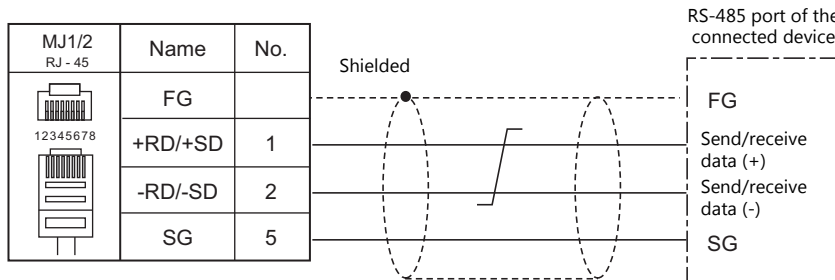 RS-485 port of the
connected device
MJ1/2
RJ - 45
Name
No.
Shielded
FG
FG
12345678
+RD/+SD
1
Send/receive
data (+)
-RD/-SD
2
Send/receive
data (-)
SG
5
SG